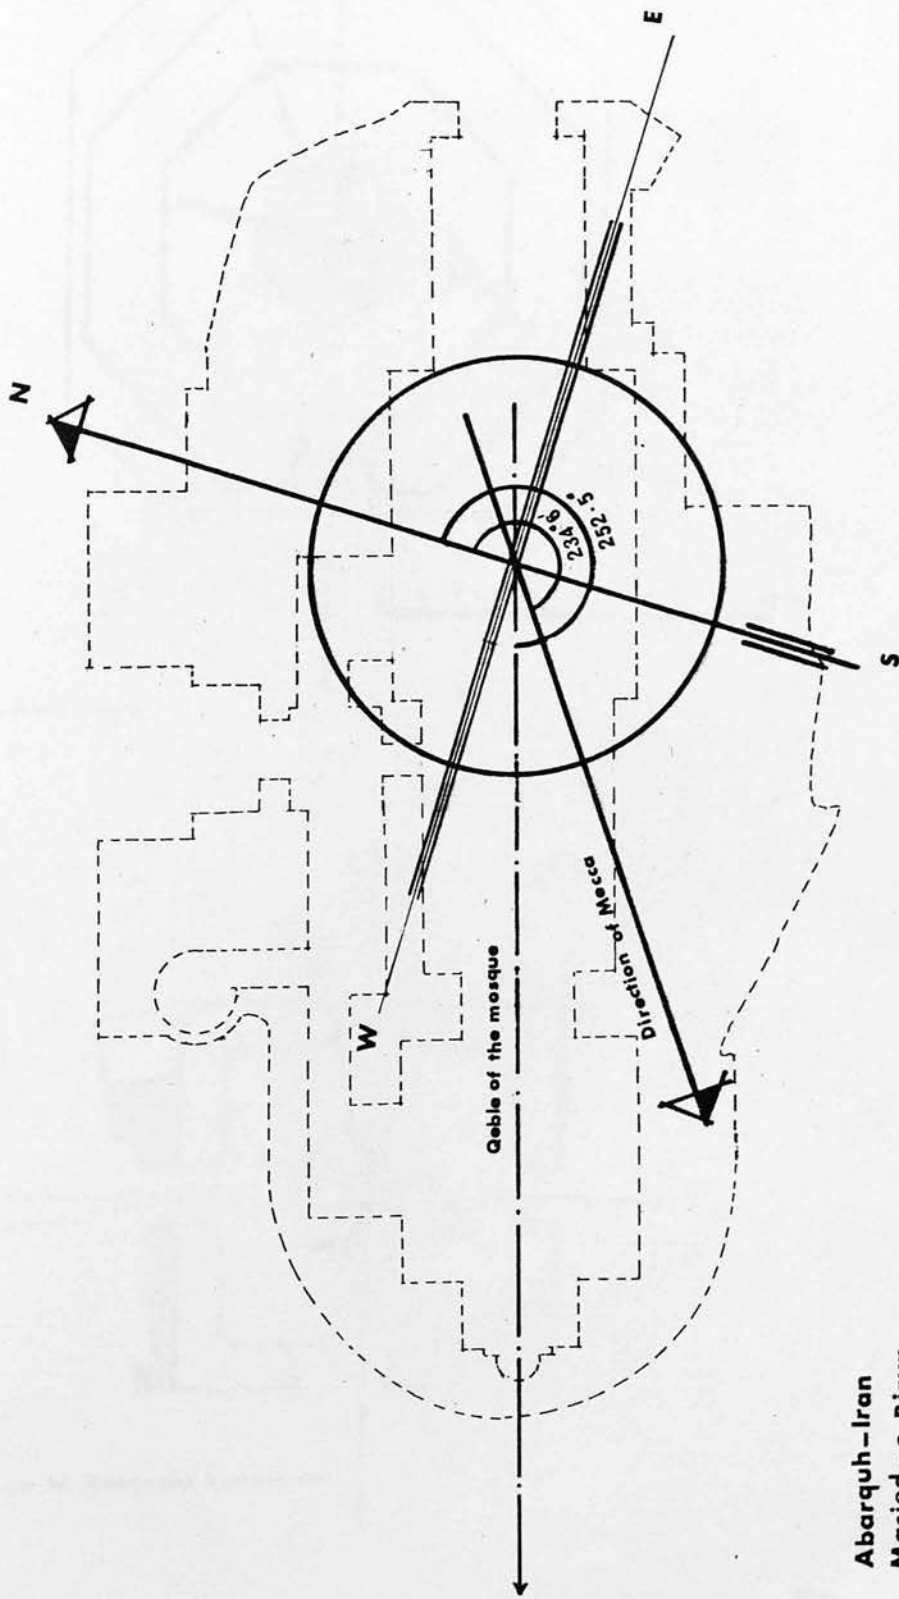 N
E
W
S
234°6'
252·5°
Direction of Mecca
Qeble of the mosque
Abarquh-Iran